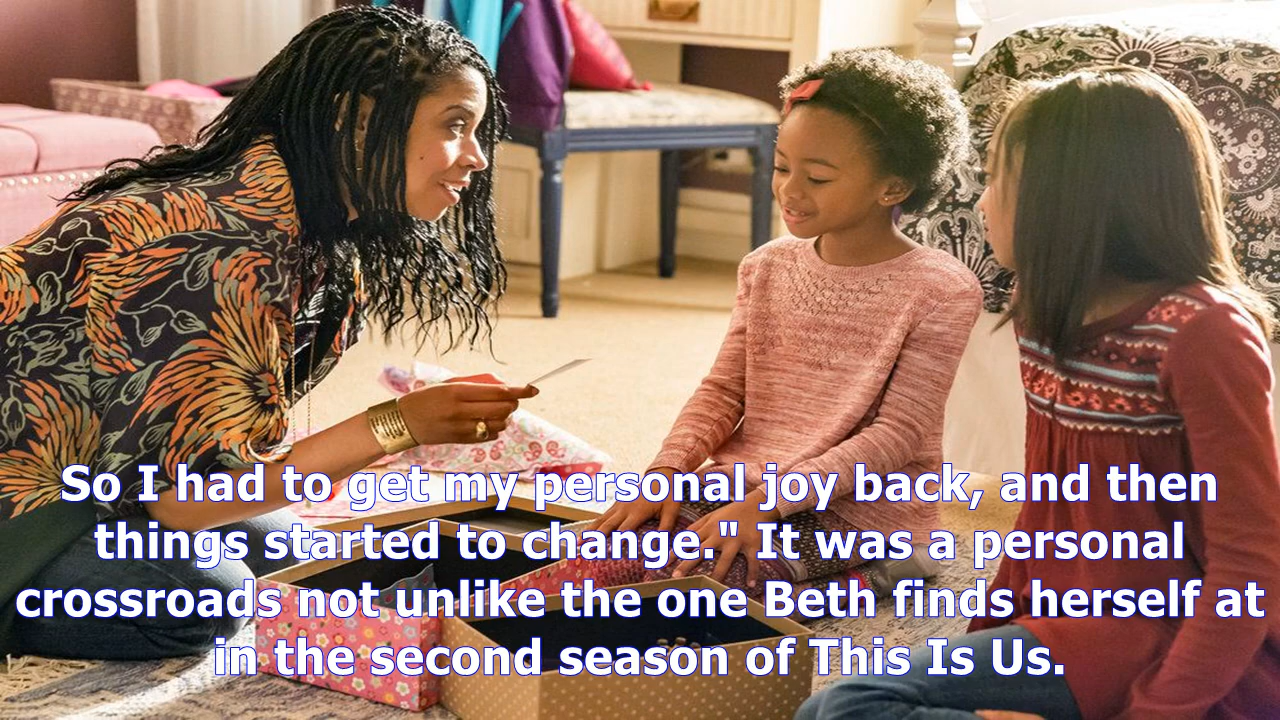 So I had to get my personal joy back, and then
things started to change." It was a personal
crossroads not unlike the one Beth finds herself at
in the second season of This Is Us.